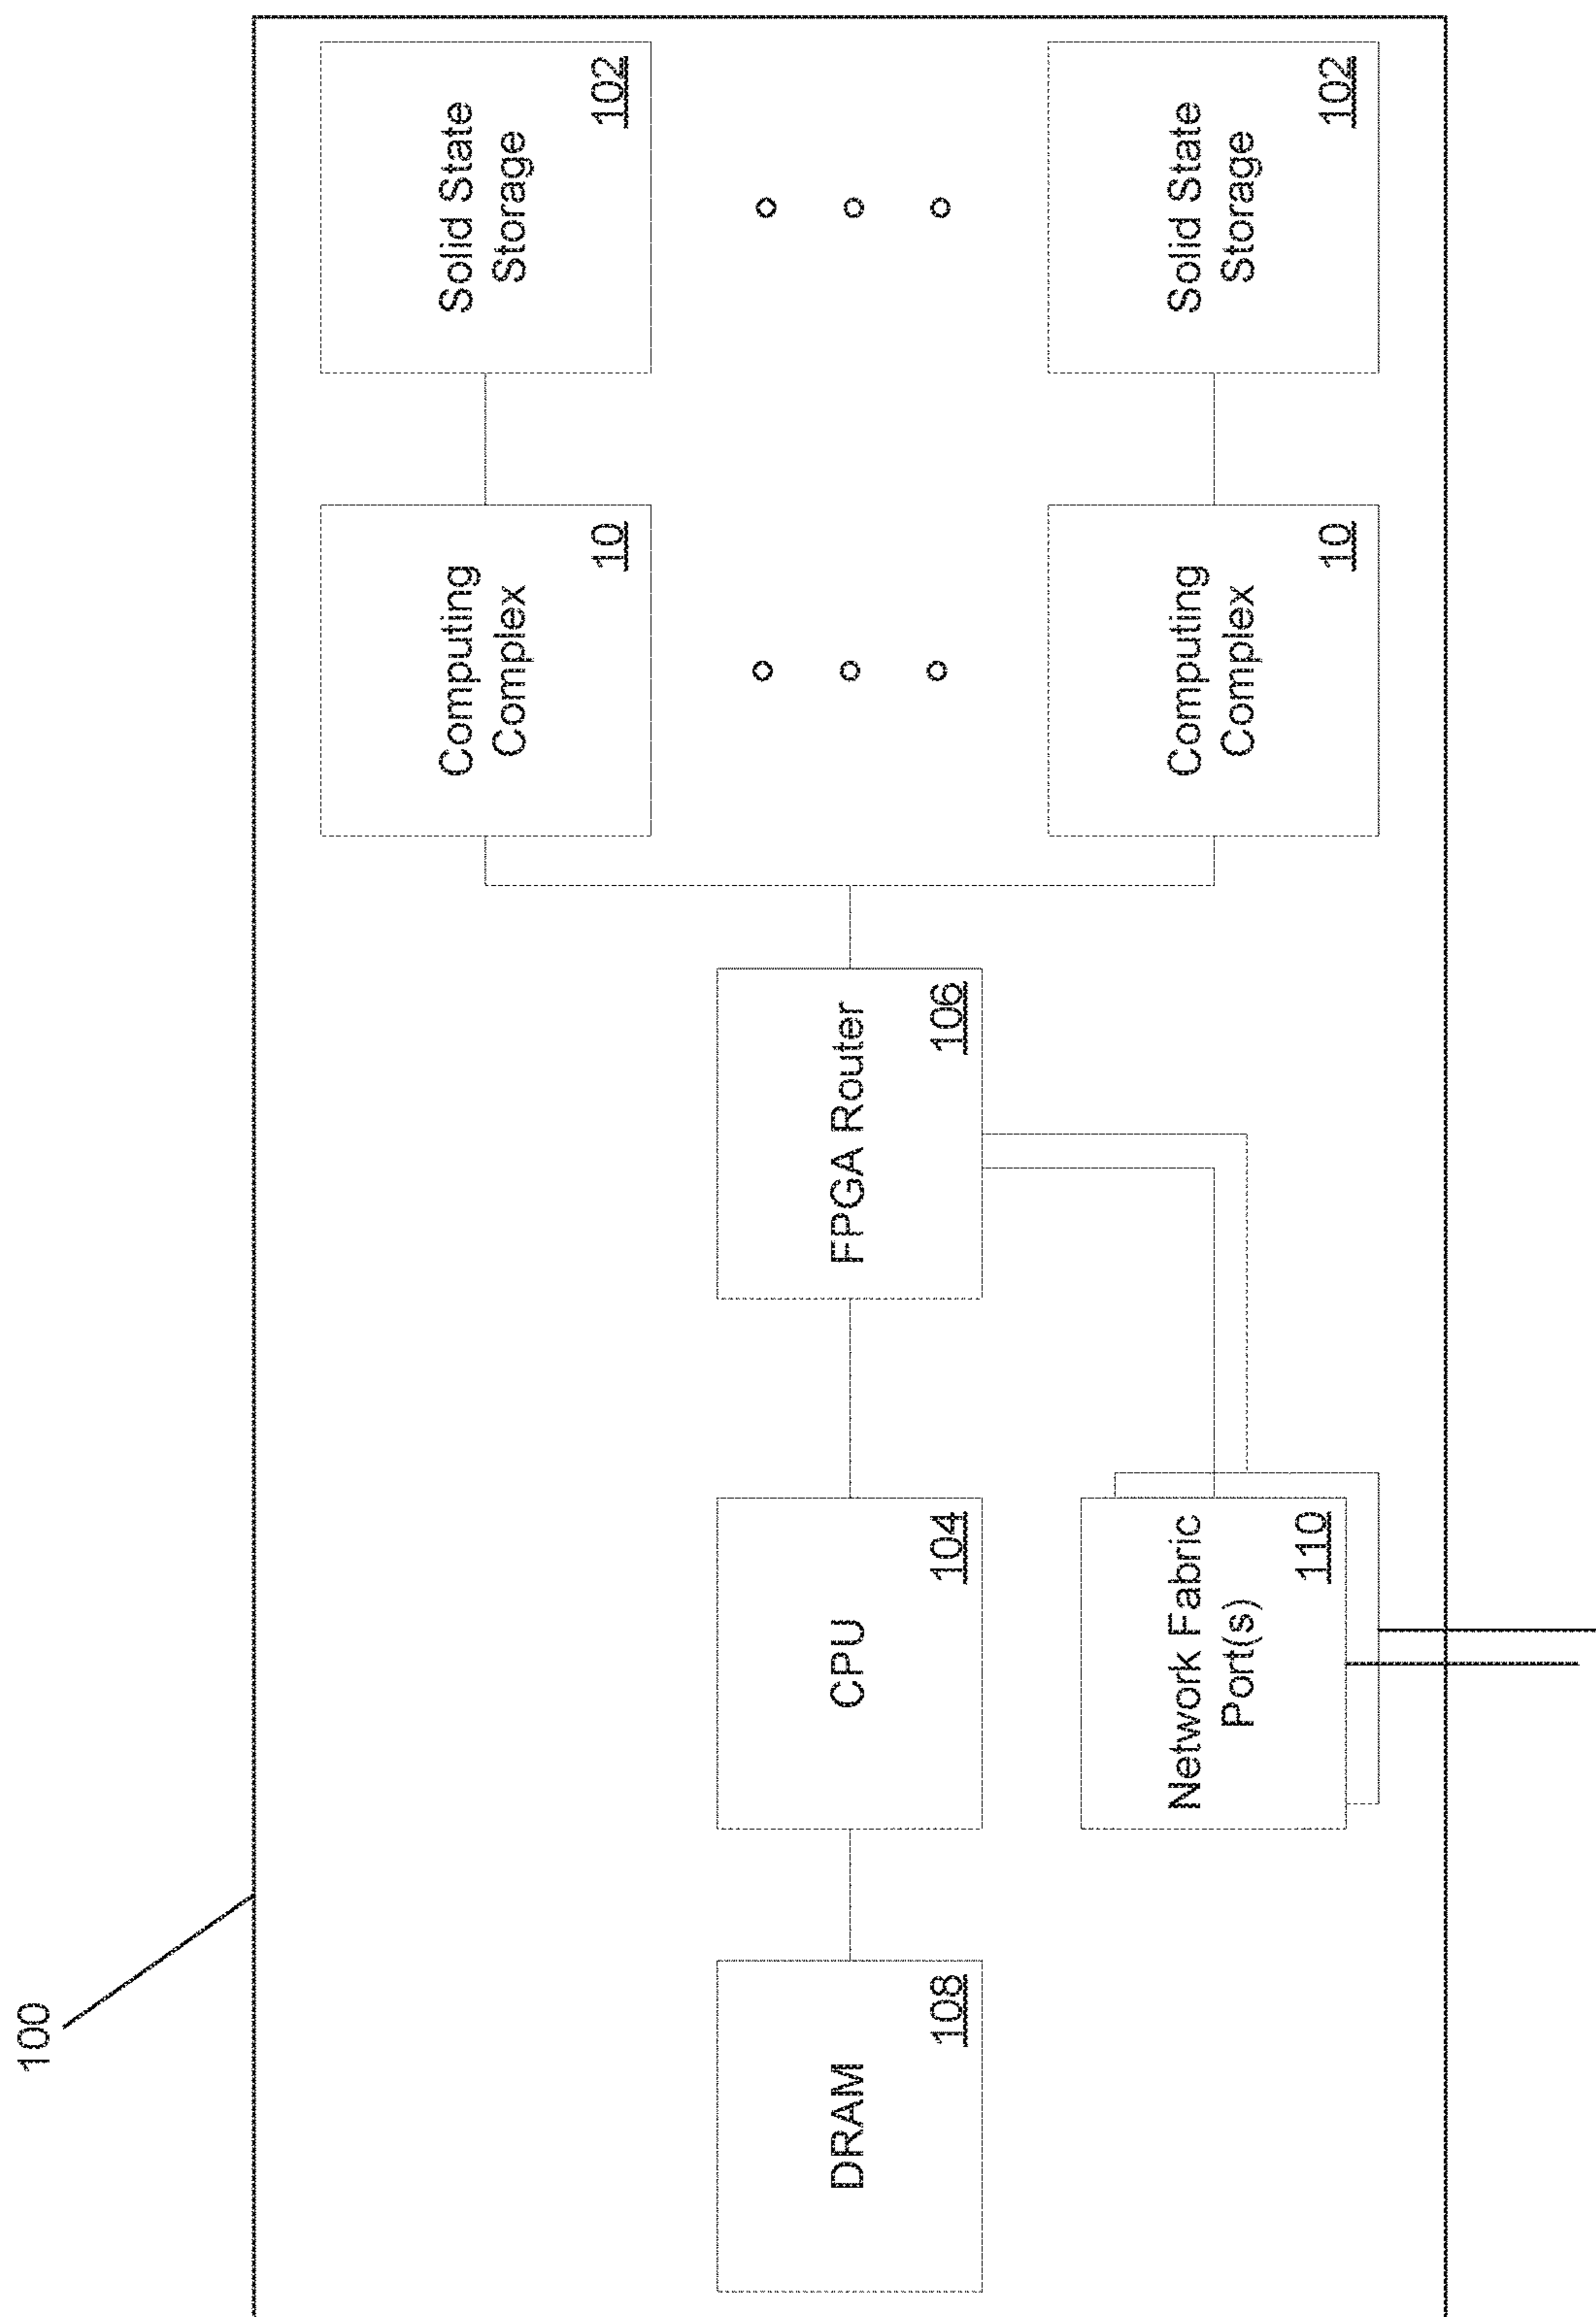 100
DRAM
108
CPU
104
FPGA Router
106
Computing
Complex
10
Solid State
Storage
102
Network Fabric
Port(s)
110
Computing
Complex
10
Solid State
Storage
102